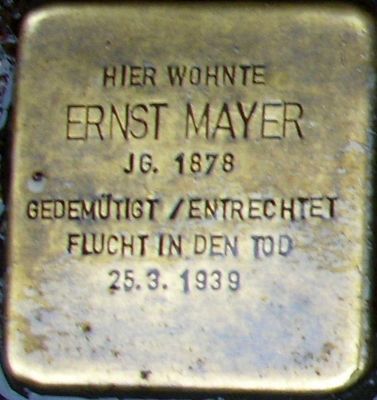 HIER WOHNTE
ERNST MAYER
JG. 1878
GEDEMÜTIGT / ENTRECHTET
FLUCHT IN DEN TOD
25.3.1939